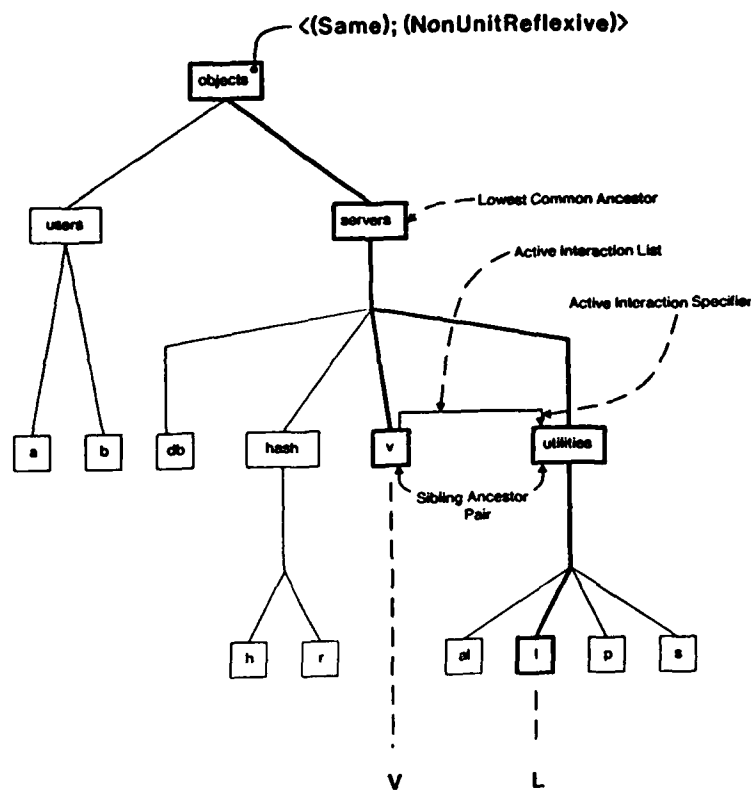 <(Same); (NonUnitReflexive)>
objects
users
servers
Lowest Common Ancestor
Active Interaction List
Active Interaction Specifier
a
b
db
hash
v
utilities
Sibling Ancestor
Pair
h
r
al
l
p
s
V
L